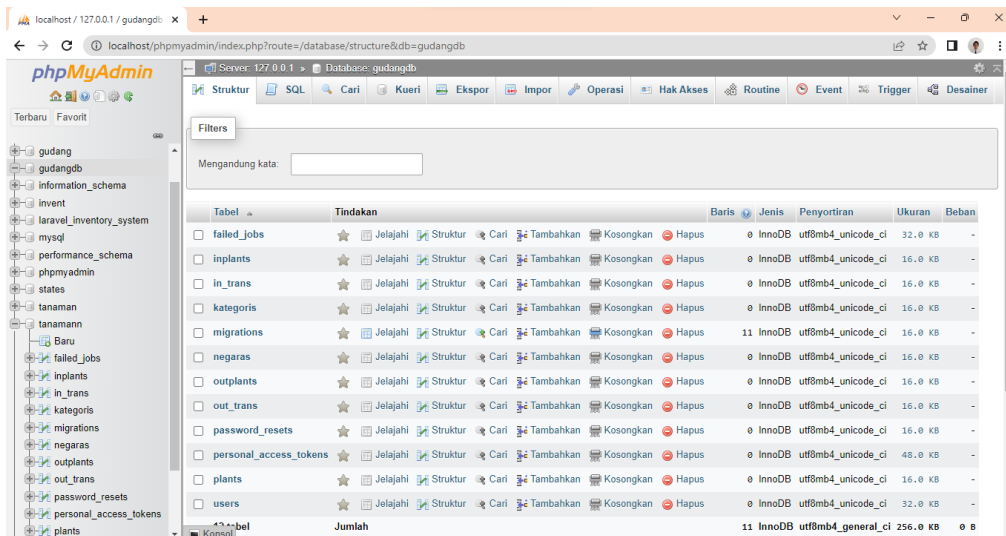 localhost / 127.0.0.1 / gudangdb
localhost/phpmyadmin/index.php?route=/database/structure&db=gudangdb
phpMyAdmin
Terbaru Favorit
gudang
gudangdb
information_schema
invent
laravel_inventory_system
mysql
performance_schema
phpmyadmin
states
tanaman
tanamann
Baru
failed_jobs
inplants
in_trans
kategoris
migrations
negaras
outplants
out_trans
password_resets
personal_access_tokens
plants
Server: 127.0.0.1 » Database: gudangdb
Struktur SQL Cari Kueri Ekspor Impor Operasi Hak Akses Routine Event Trigger Desainer
Filters
Mengandung kata:
Tabel Tindakan Baris Jenis Penyortiran Ukuran Beban
failed_jobs Jelajahi Struktur Cari Tambahkan Kosongkan Hapus 0 InnoDB utf8mb4_unicode_ci 32.0 KB -
inplants Jelajahi Struktur Cari Tambahkan Kosongkan Hapus 0 InnoDB utf8mb4_unicode_ci 16.0 KB -
in_trans Jelajahi Struktur Cari Tambahkan Kosongkan Hapus 0 InnoDB utf8mb4_unicode_ci 16.0 KB -
kategoris Jelajahi Struktur Cari Tambahkan Kosongkan Hapus 0 InnoDB utf8mb4_unicode_ci 16.0 KB -
migrations Jelajahi Struktur Cari Tambahkan Kosongkan Hapus 11 InnoDB utf8mb4_unicode_ci 16.0 KB -
negaras Jelajahi Struktur Cari Tambahkan Kosongkan Hapus 0 InnoDB utf8mb4_unicode_ci 16.0 KB -
outplants Jelajahi Struktur Cari Tambahkan Kosongkan Hapus 0 InnoDB utf8mb4_unicode_ci 16.0 KB -
out_trans Jelajahi Struktur Cari Tambahkan Kosongkan Hapus 0 InnoDB utf8mb4_unicode_ci 16.0 KB -
password_resets Jelajahi Struktur Cari Tambahkan Kosongkan Hapus 0 InnoDB utf8mb4_unicode_ci 16.0 KB -
personal_access_tokens Jelajahi Struktur Cari Tambahkan Kosongkan Hapus 0 InnoDB utf8mb4_unicode_ci 48.0 KB -
plants Jelajahi Struktur Cari Tambahkan Kosongkan Hapus 0 InnoDB utf8mb4_unicode_ci 16.0 KB -
users Jelajahi Struktur Cari Tambahkan Kosongkan Hapus 0 InnoDB utf8mb4_unicode_ci 32.0 KB -
12 tabel Jumlah 11 InnoDB utf8mb4_general_ci 256.0 KB 0 B
Konsol